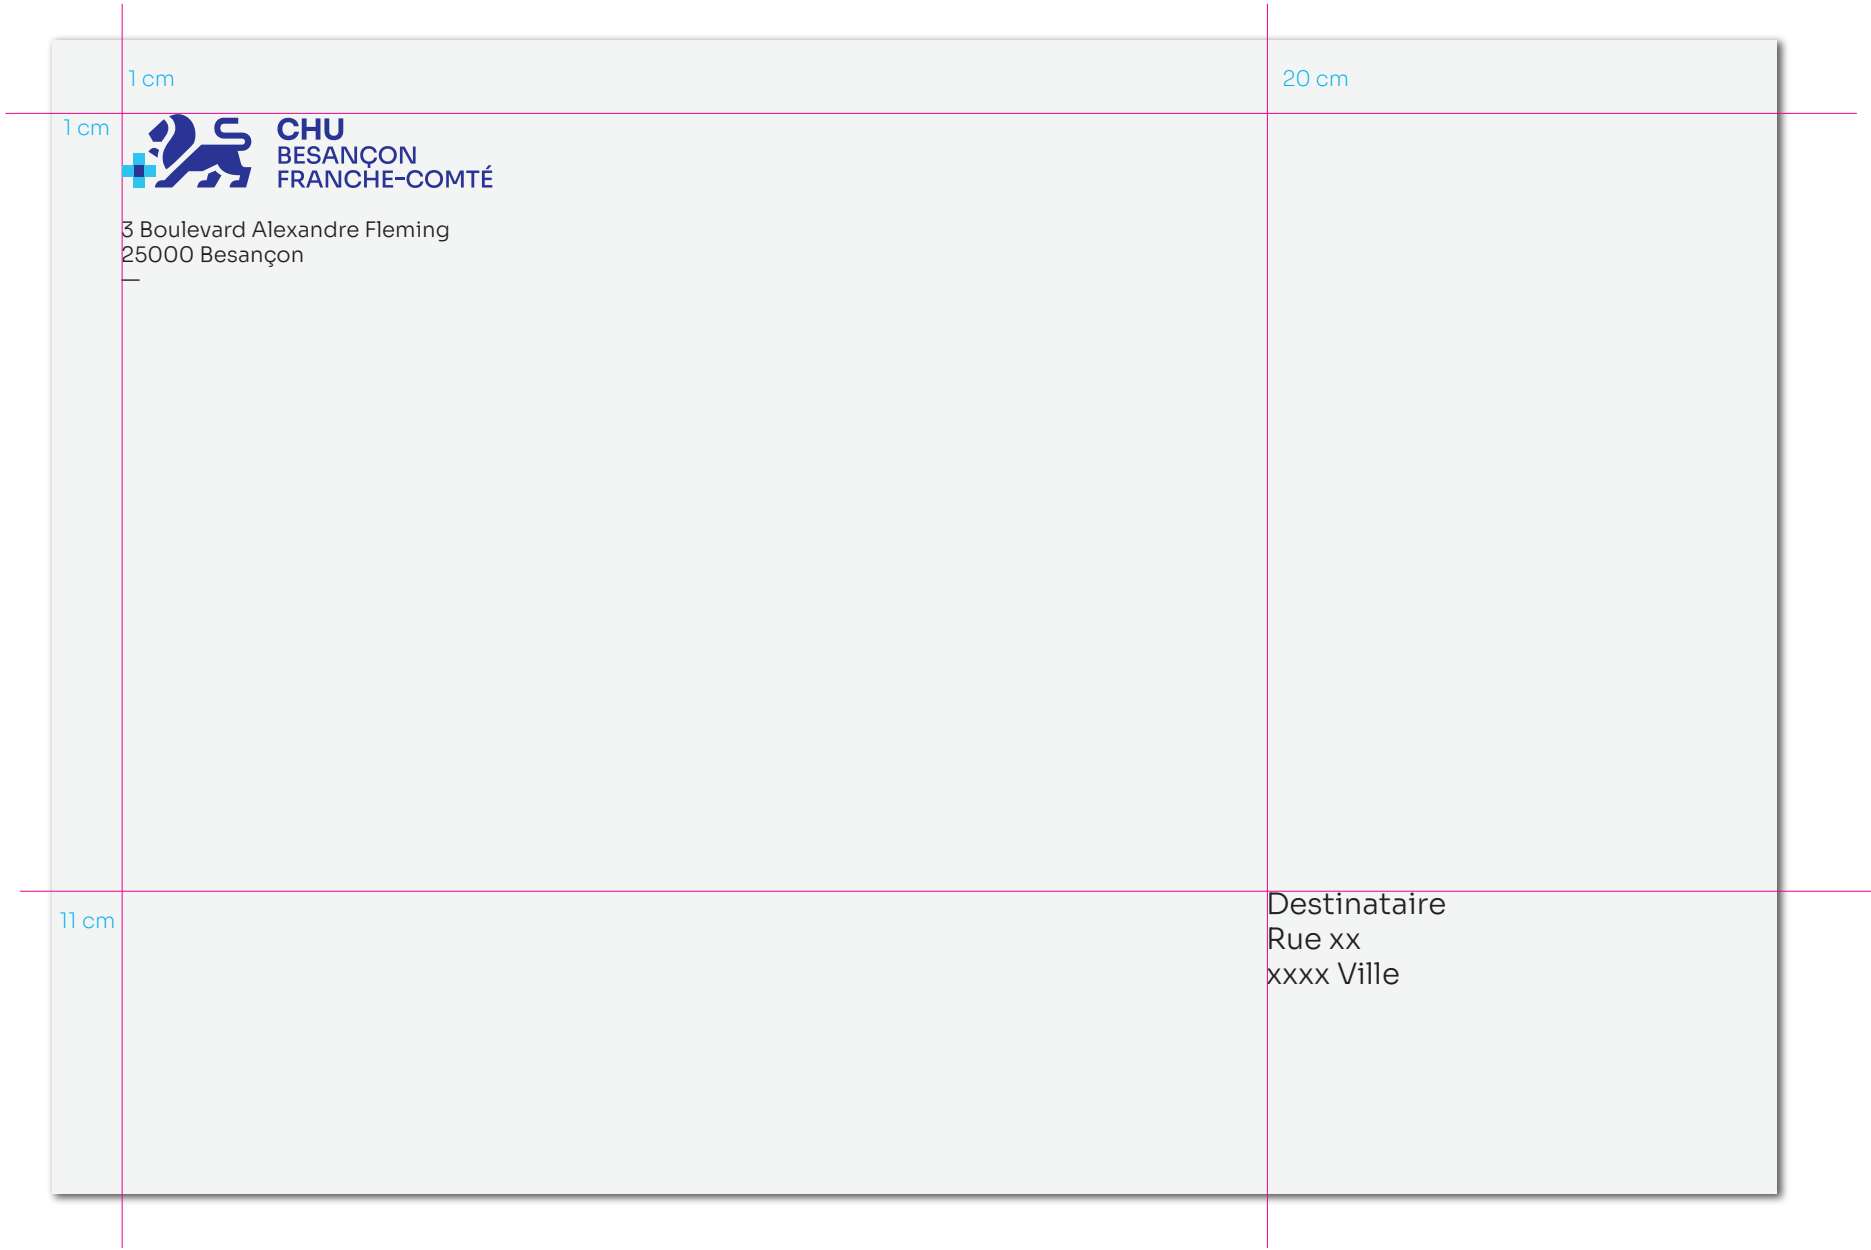 1 cm
20 cm
1 cm
CHU
BESANÇON
FRANCHE-COMTÉ
3 Boulevard Alexandre Fleming
25000 Besançon
—
11 cm
Destinataire
Rue xx
xxxx Ville